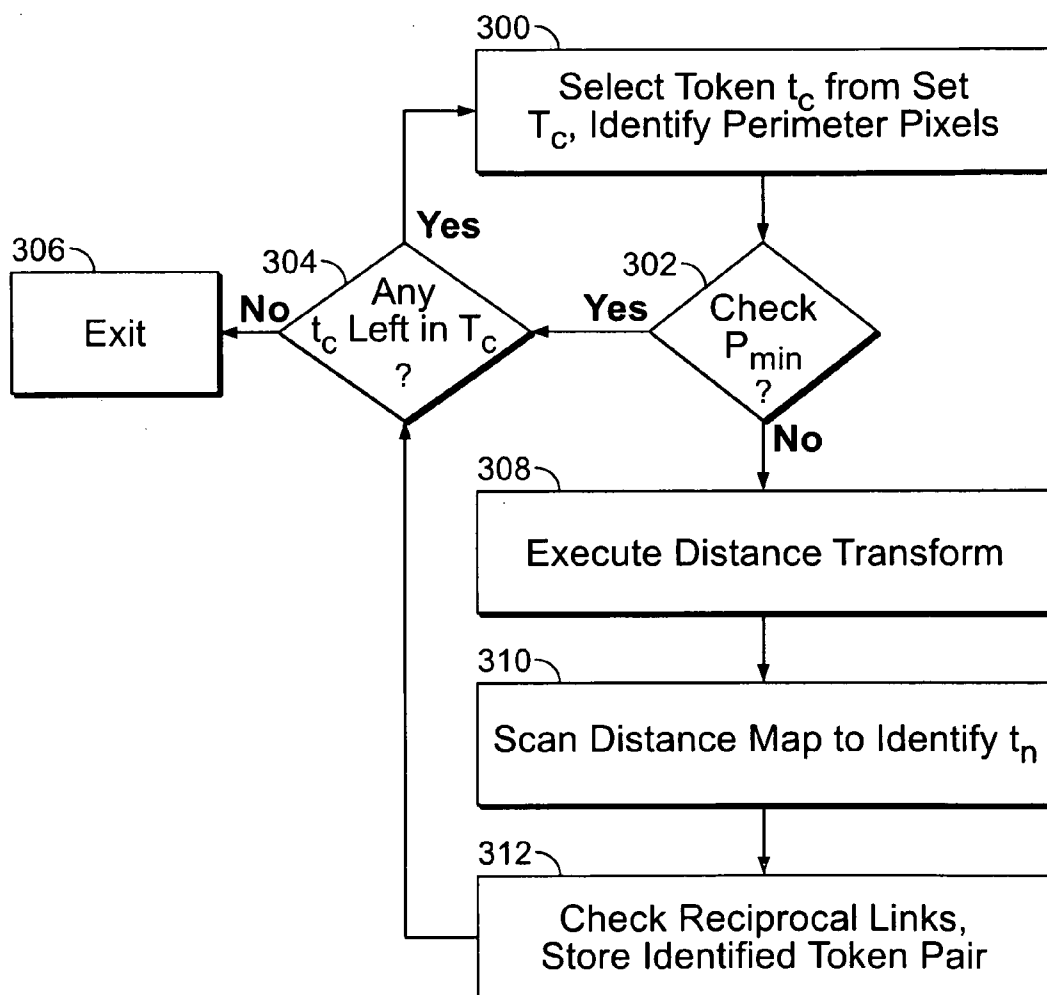 300
Select Token t_c from Set
T_c, Identify Perimeter Pixels
Yes
306
304
302
No
Any
t_c Left in T_c
?
Yes
Check
P_min
?
Exit
No
308
Execute Distance Transform
310
Scan Distance Map to Identify t_n
312
Check Reciprocal Links,
Store Identified Token Pair